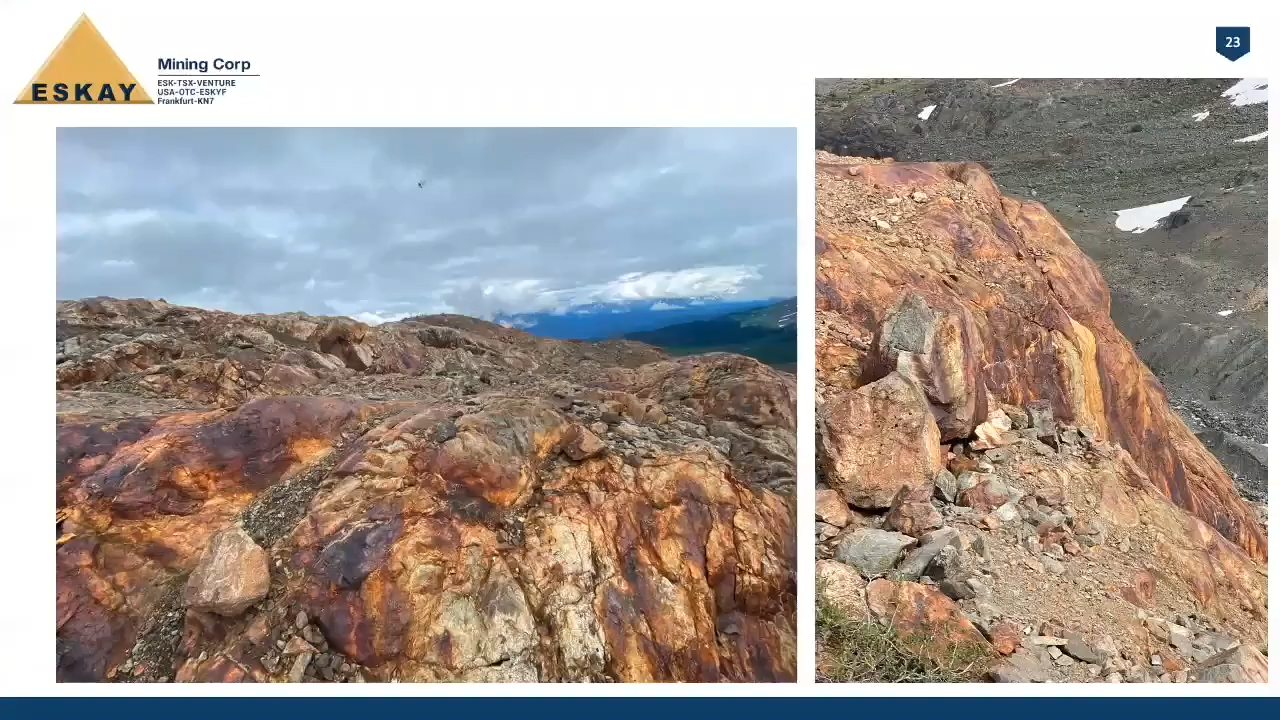 ESKAY
Mining Corp
ESK-TSX-VENTURE
USA-OTC-ESKYF
Frankfurt-KN7
23